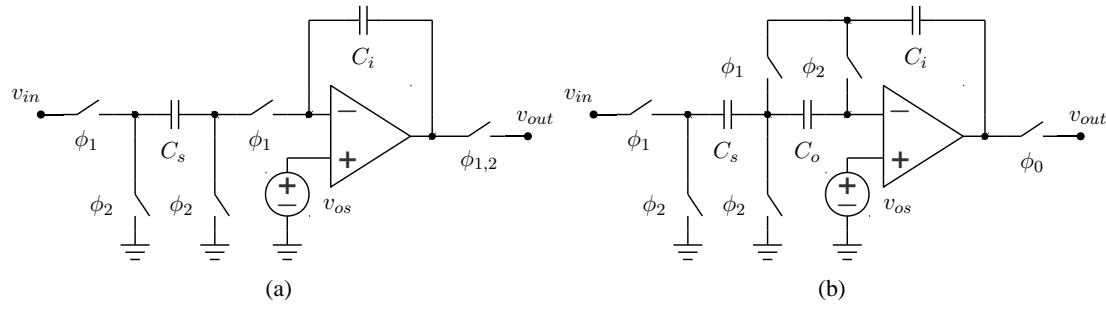 C_i
v_in
ϕ_1
C_s
ϕ_1
−
+
v_out
ϕ_{1,2}
ϕ_2
ϕ_2
+
−
v_os
(a)
C_i
ϕ_1
ϕ_2
v_in
ϕ_1
C_s
C_o
−
+
v_out
ϕ_0
ϕ_2
ϕ_2
+
−
v_os
(b)